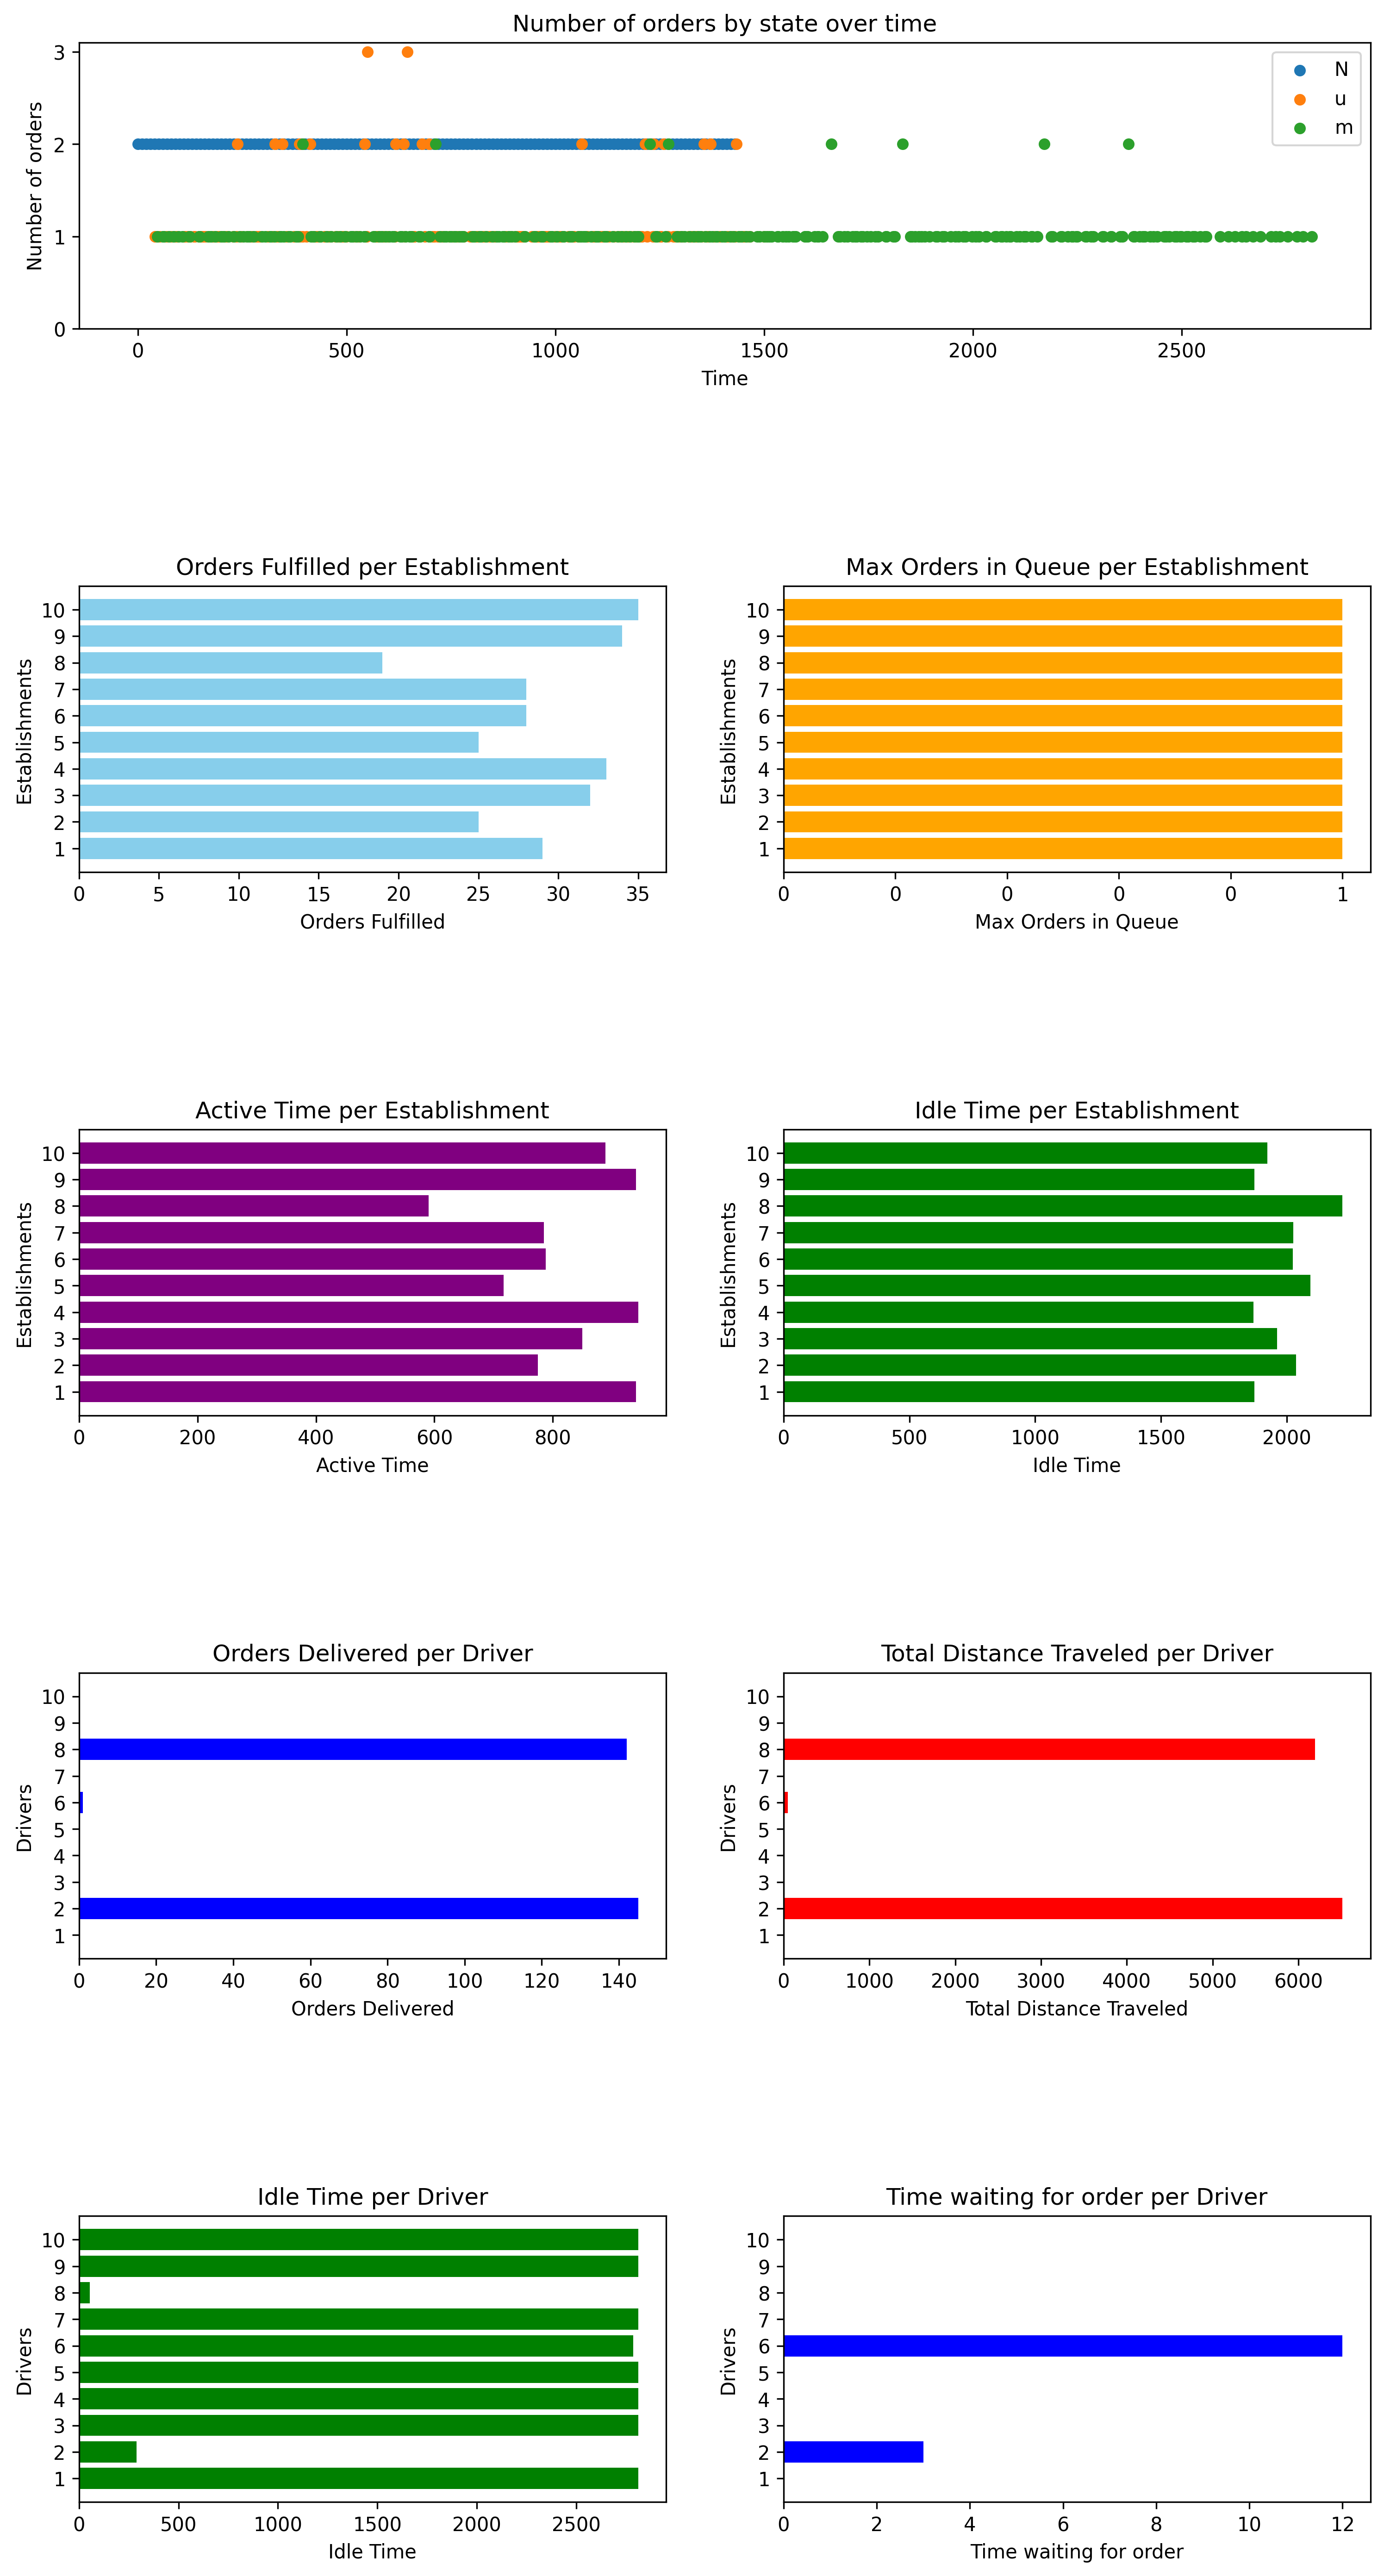 Number of orders by state over time
3
2
1
0
Number of orders
N
u
m
0 500 1000 1500 2000 2500
Time
Orders Fulfilled per Establishment
10
9
8
7
6
5
4
3
2
1
Establishments
0 5 10 15 20 25 30 35
Orders Fulfilled
Max Orders in Queue per Establishment
10
9
8
7
6
5
4
3
2
1
Establishments
0 0 0 0 0 1
Max Orders in Queue
Active Time per Establishment
10
9
8
7
6
5
4
3
2
1
Establishments
0 200 400 600 800
Active Time
Idle Time per Establishment
10
9
8
7
6
5
4
3
2
1
Establishments
0 500 1000 1500 2000
Idle Time
Orders Delivered per Driver
10
9
8
7
6
5
4
3
2
1
Drivers
0 20 40 60 80 100 120 140
Orders Delivered
Total Distance Traveled per Driver
10
9
8
7
6
5
4
3
2
1
Drivers
0 1000 2000 3000 4000 5000 6000
Total Distance Traveled
Idle Time per Driver
10
9
8
7
6
5
4
3
2
1
Drivers
0 500 1000 1500 2000 2500
Idle Time
Time waiting for order per Driver
10
9
8
7
6
5
4
3
2
1
Drivers
0 2 4 6 8 10 12
Time waiting for order